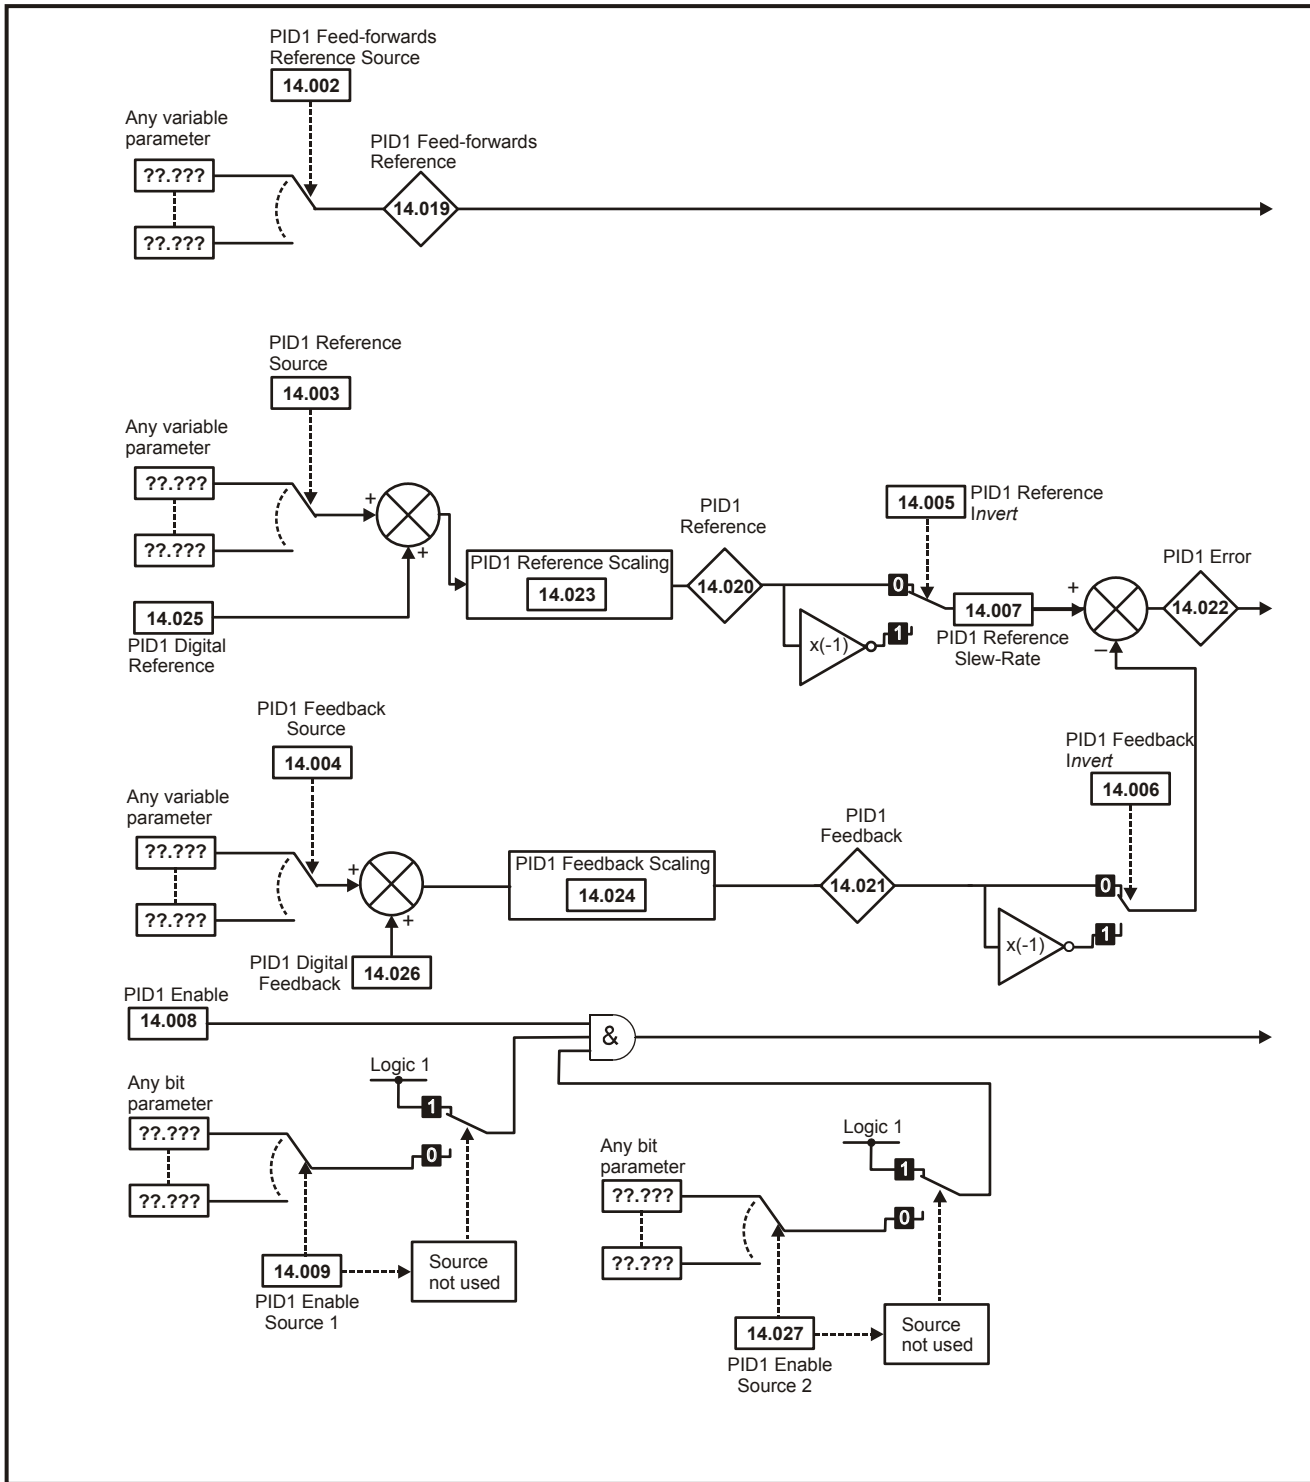 PID1 Feed-forwards
Reference Source
14.002
Any variable
parameter
??.???
??.???
PID1 Feed-forwards
Reference
14.019
PID1 Reference
Source
14.003
Any variable
parameter
??.???
??.???
+
+
14.025
PID1 Digital
Reference
PID1 Reference Scaling
14.023
PID1
Reference
14.020
14.005
PID1 Reference
Invert
0
1
x(-1)
14.007
PID1 Reference
Slew-Rate
+
–
PID1 Error
14.022
PID1 Feedback
Source
14.004
Any variable
parameter
??.???
??.???
+
+
PID1 Digital
Feedback
14.026
PID1 Feedback Scaling
14.024
PID1
Feedback
14.021
PID1 Feedback
Invert
14.006
0
1
x(-1)
PID1 Enable
14.008
&
Logic 1
1
0
Any bit
parameter
??.???
??.???
14.009
PID1 Enable
Source 1
Source
not used
Any bit
parameter
??.???
??.???
Logic 1
1
0
14.027
PID1 Enable
Source 2
Source
not used